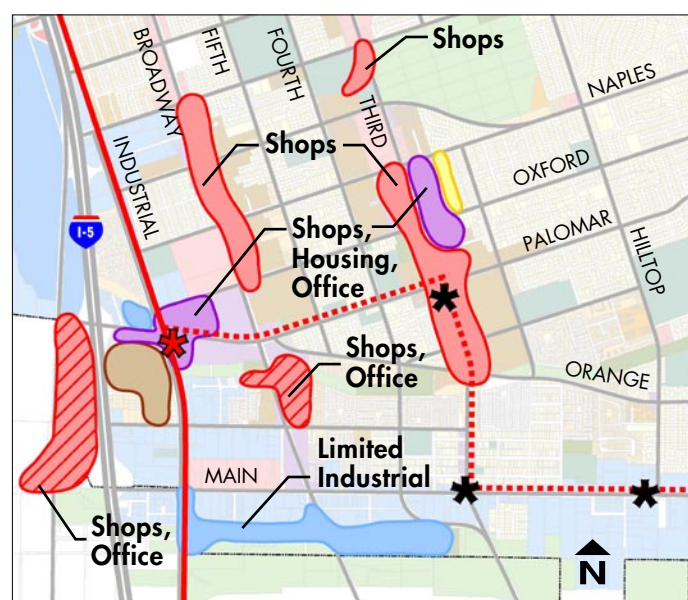 BROADWAY
FIFTH
FOURTH
Shops
THIRD
NAPLES
INDUSTRIAL
Shops
OXFORD
I-5
Shops,
Housing,
Office
PALOMAR
HILLTOP
Shops,
Office
ORANGE
Limited
Industrial
MAIN
Shops,
Office
N